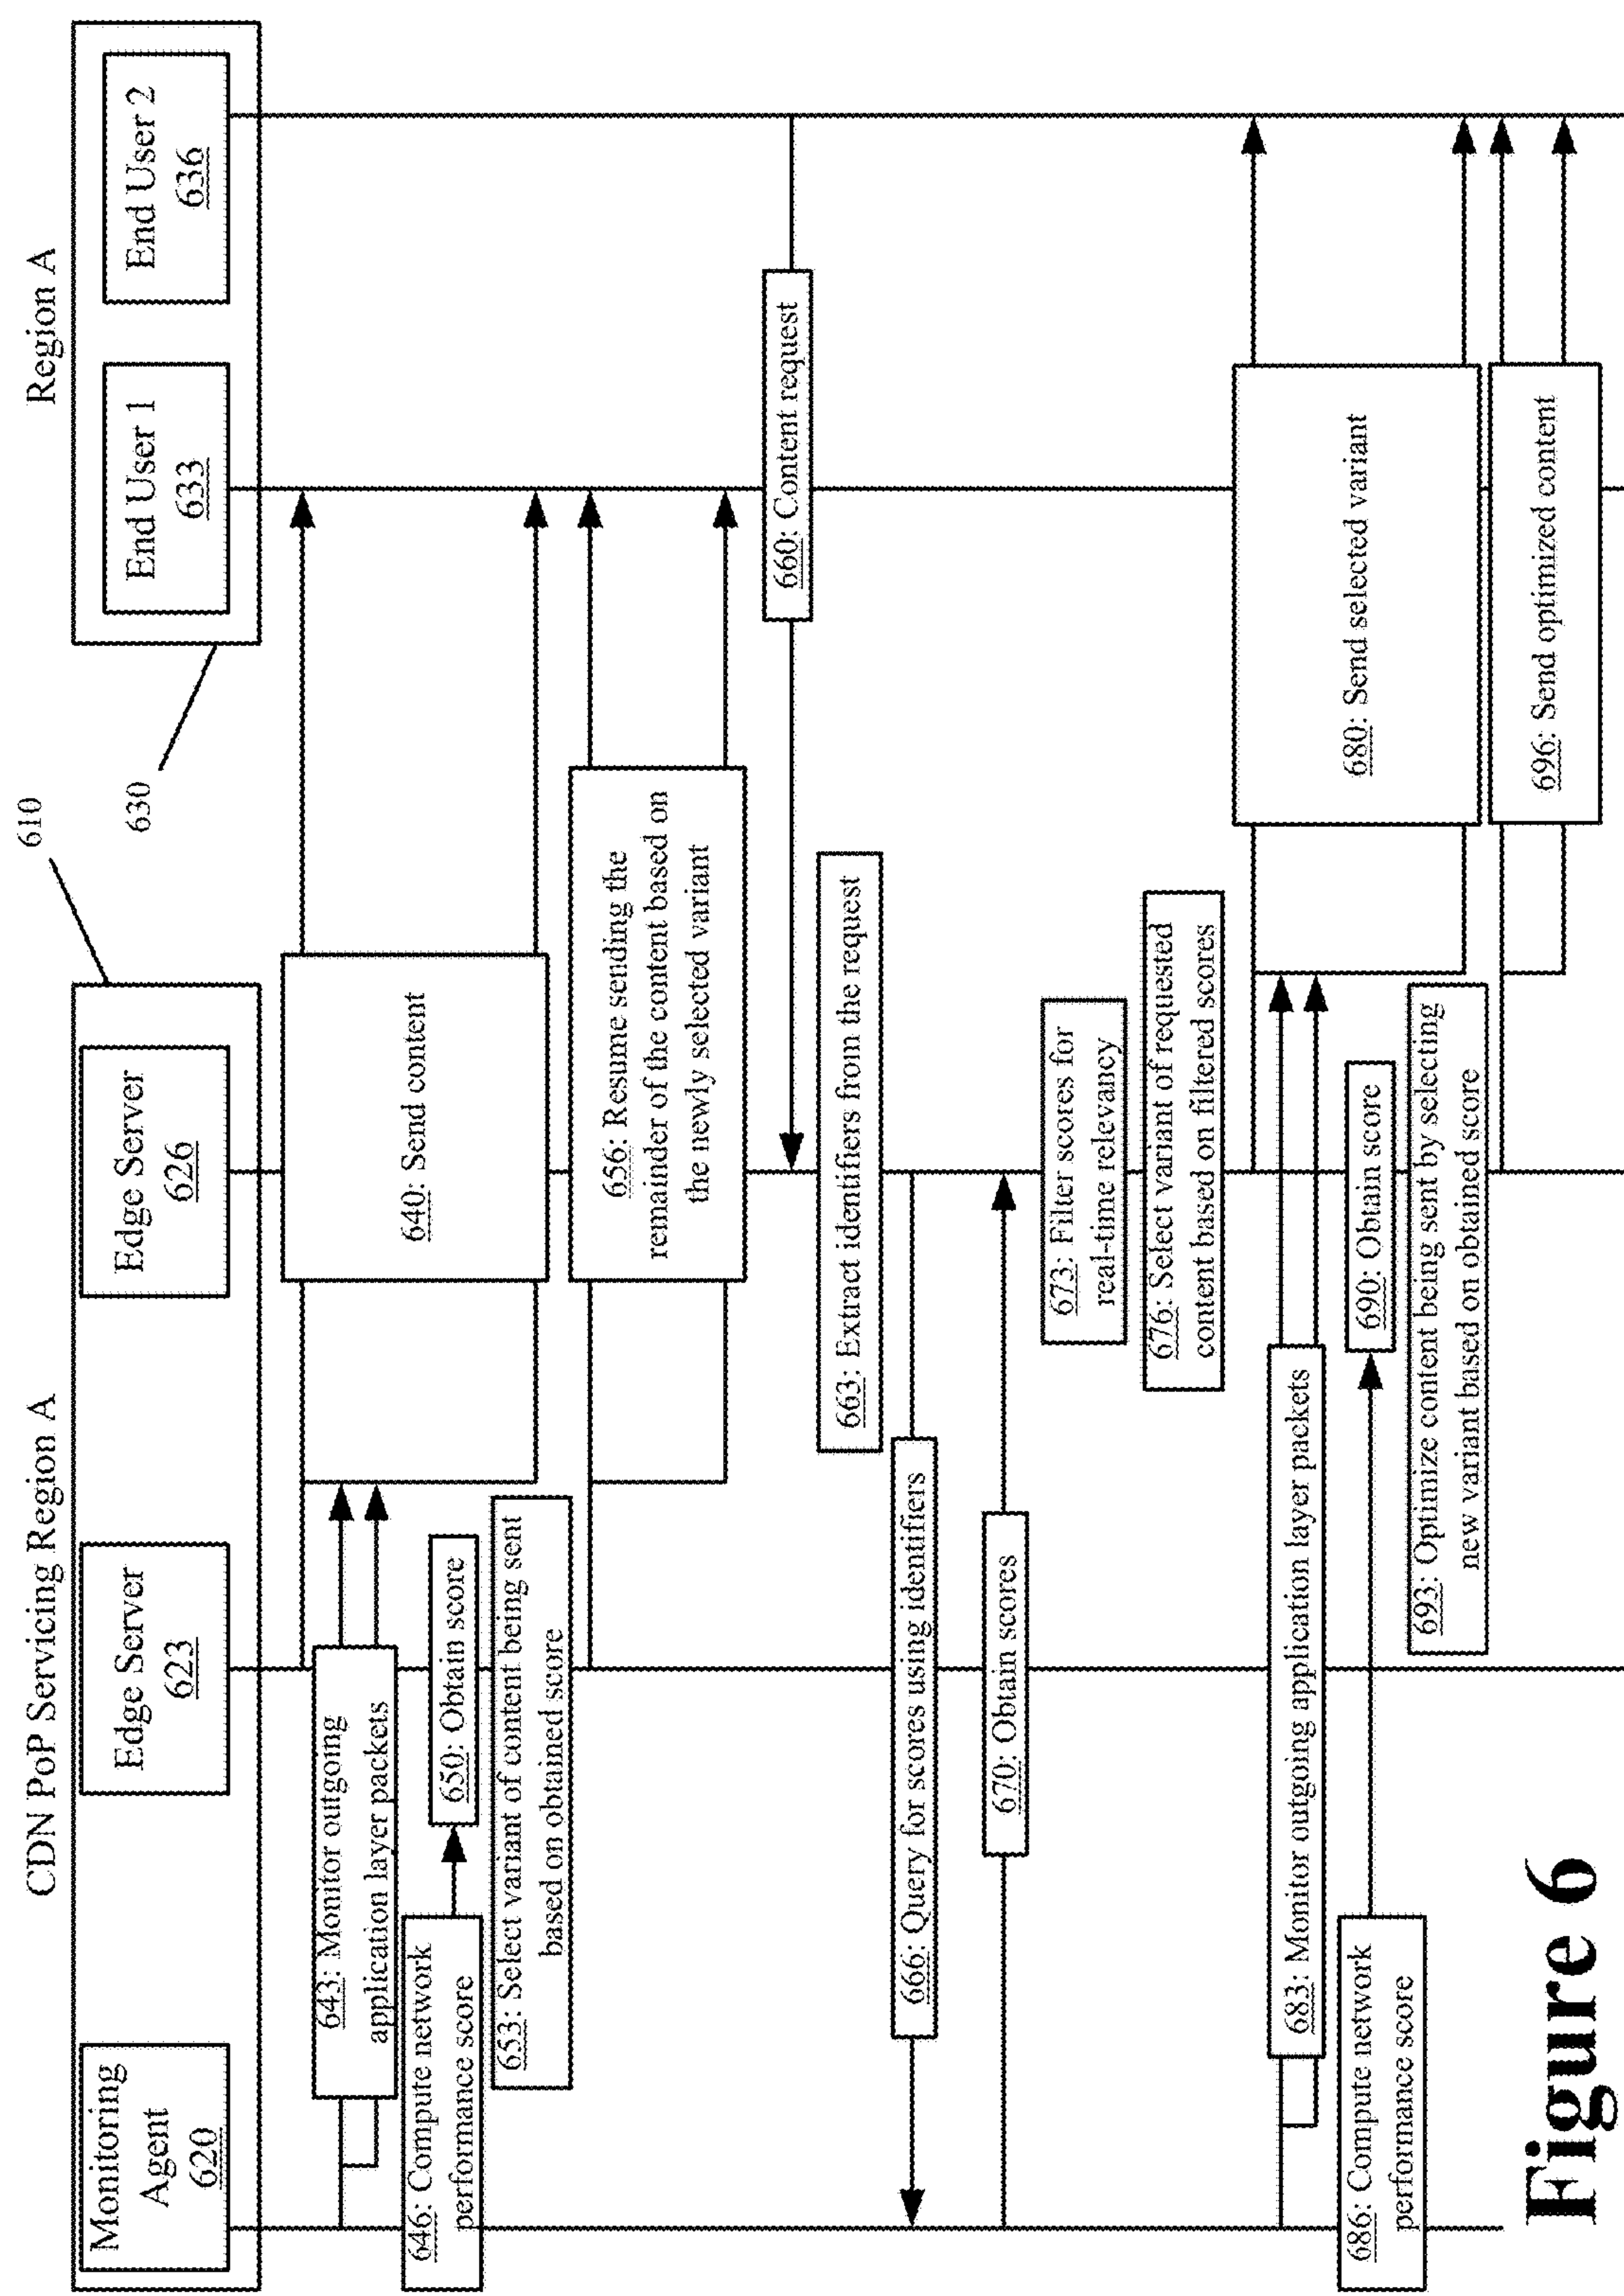 CDN PoP Servicing Region A
Region A
610
630
Monitoring
Agent
620
Edge Server
623
Edge Server
626
End User 1
633
End User 2
636
640: Send content
643: Monitor outgoing
application layer packets
646: Compute network
performance score
650: Obtain score
653: Select variant of content being sent
based on obtained score
656: Resume sending the
remainder of the content based on
the newly selected variant
660: Content request
663: Extract identifiers from the request
666: Query for scores using identifiers
670: Obtain scores
673: Filter scores for
real-time relevancy
676: Select variant of requested
content based on filtered scores
680: Send selected variant
683: Monitor outgoing application layer packets
686: Compute network
performance score
690: Obtain score
693: Optimize content being sent by selecting
new variant based on obtained score
696: Send optimized content
Figure 6